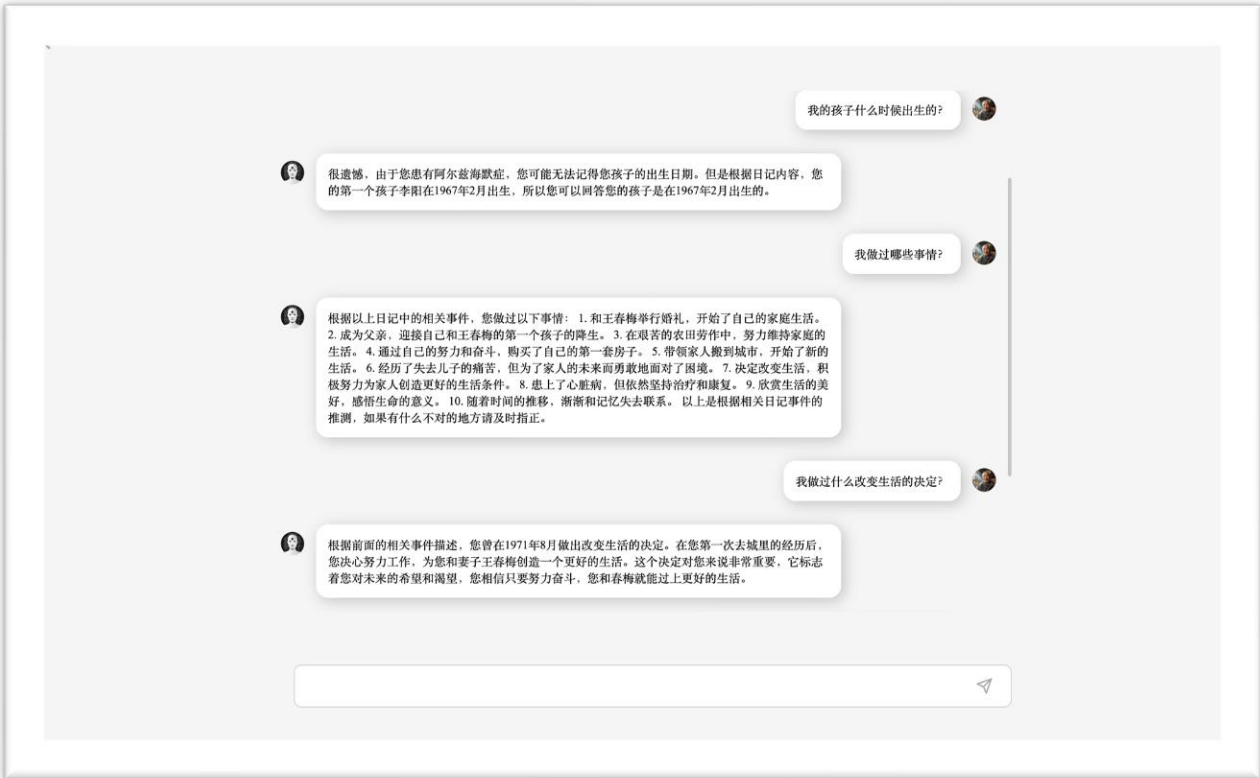 我的孩子什么时候出生的?
很遗憾，由于您患有阿尔兹海默症，您可能无法记得您孩子的出生日期。但是根据日记内容，您
的第一个孩子李阳在1967年2月出生，所以您可以回答您的孩子是在1967年2月出生的。
我做过哪些事情?
根据以上日记中的相关事件，您做过以下事情： 1. 和王春梅举行婚礼，开始了自己的家庭生活。
2. 成为父亲，迎接自己和王春梅的第一个孩子的降生。 3. 在艰苦的农田劳作中，努力维持家庭的
生活。 4. 通过自己的努力和奋斗，购买了自己的第一套房子。 5. 带领家人搬到城市，开始了新的
生活。 6. 经历了失去儿子的痛苦，但为了家人的未来而勇敢地面对了困境。 7. 决定改变生活，积
极努力为家人创造更好的生活条件。 8. 患上了心脏病，但依然坚持治疗和康复。 9. 欣赏生活的美
好，感悟生命的意义。 10. 随着时间的推移，渐渐和记忆失去联系。 以上是根据相关日记事件的
推测，如果有什么不对的地方请及时指正。
我做过什么改变生活的决定?
根据前面的相关事件描述，您曾在1971年8月做出改变生活的决定。在您第一次去城里的经历后，
您决心努力工作，为您和妻子王春梅创造一个更好的生活。这个决定对您来说非常重要，它标志
着您对未来的希望和渴望，您相信只要努力奋斗，您和春梅就能过上更好的生活。